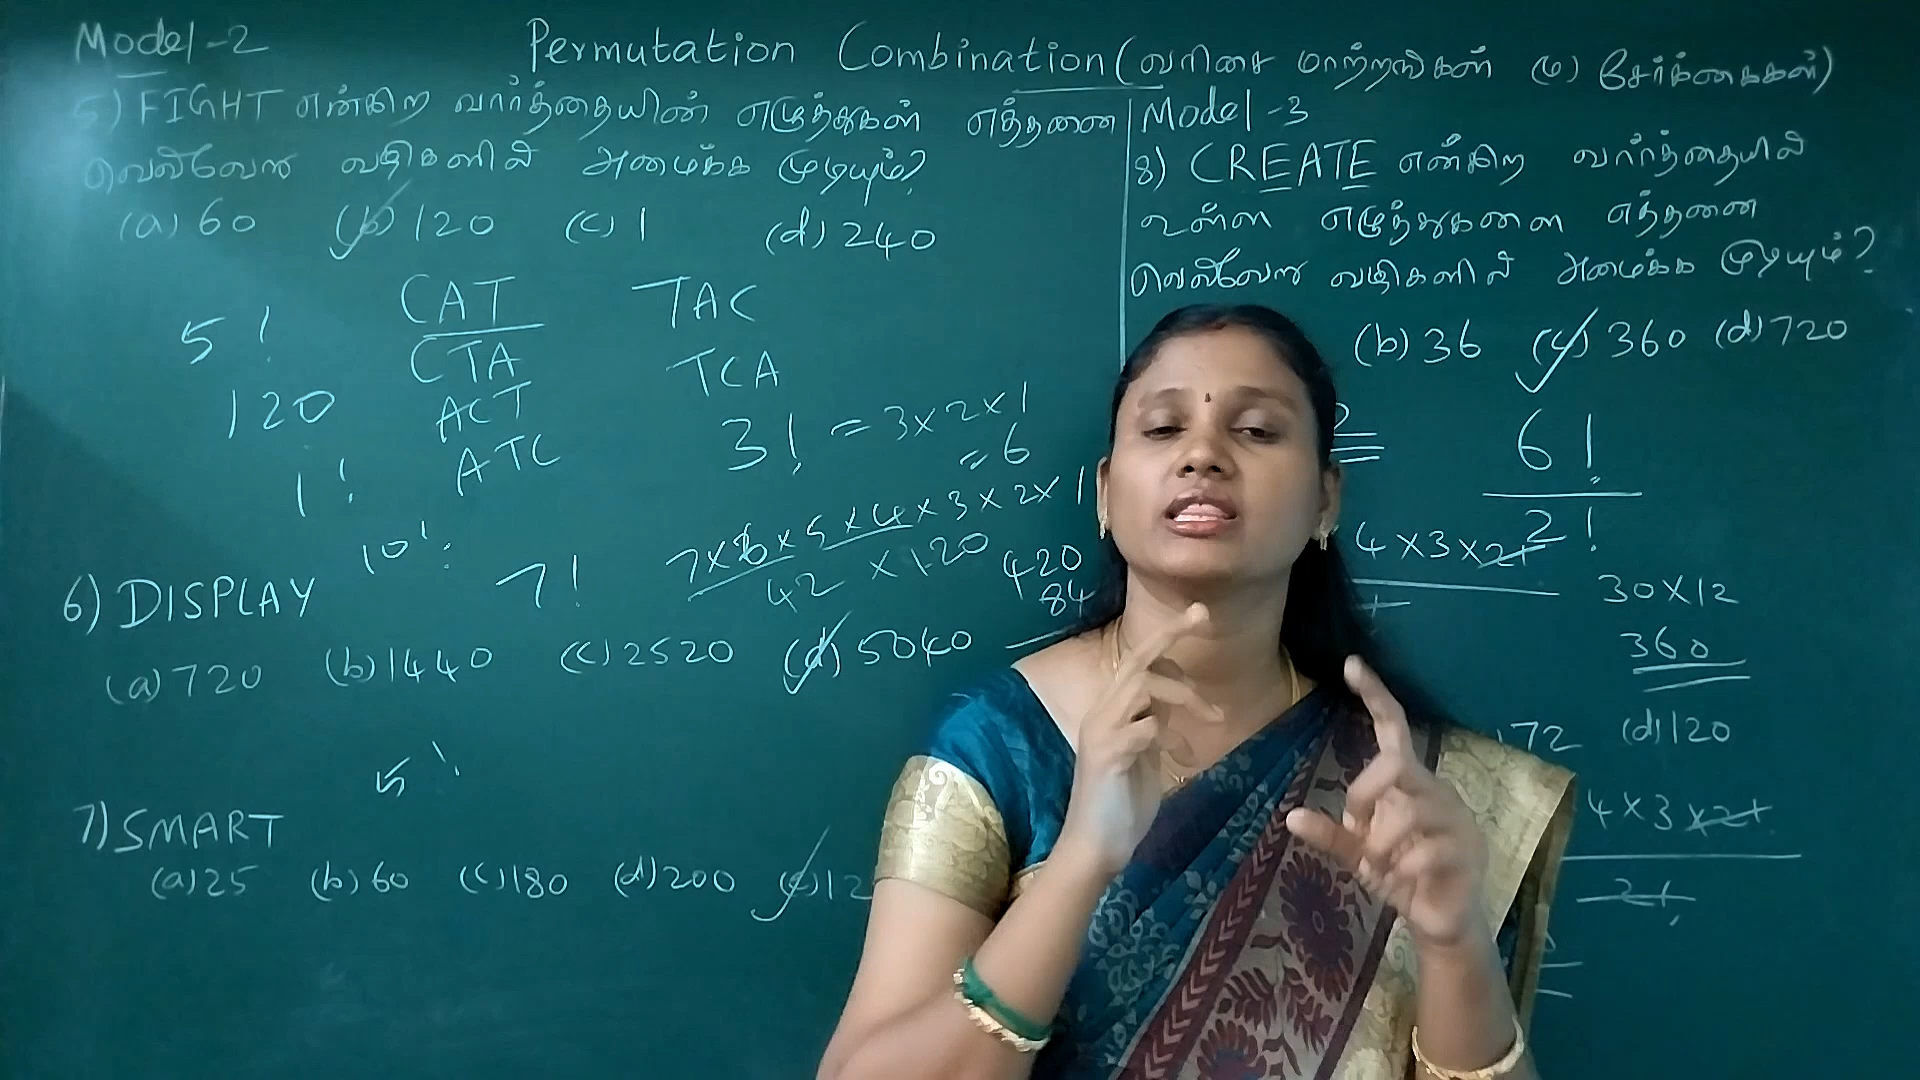 Model-2
Permutation Combination (வரிசை மாற்றங்கள் (ம) சேர்க்கைகள்)
5) FIGHT என்கிற வார்த்தையின் எழுத்துகள் எத்தனை
வெவ்வேறு வழிகளில் அமைக்க முடியும்?
(a) 60 (b) 120 (c) 1 (d) 240
CAT TAC
CTA TCA
ACT
ATC
5!
120
1!
10!
3! = 3×2×1
= 6
6) DISPLAY 7! 7×6×5×4×3×2×1
42 × 120
420
84
(a) 720 (b) 1440 (c) 2520 (d) 5040
5!
7) SMART
(a) 25 (b) 60 (c) 180 (d) 200 (e) 12
Model-3
8) CREATE என்கிற வார்த்தையில்
உள்ள எழுத்துகளை எத்தனை
வெவ்வேறு வழிகளில் அமைக்க முடியும்?
(b) 36 (c) 360 (d) 720
2
6!
2!
4×3×2!
30×12
360
72 (d) 120
4×3×2!
2!